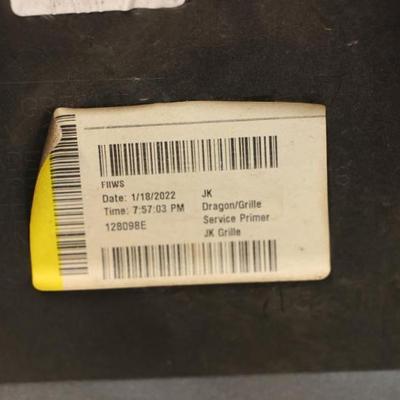 FIIWS
Date: 1/18/2022 JK
Time: 7:57:03 PM Dragon/Grille
128098E Service Primer
JK Grille